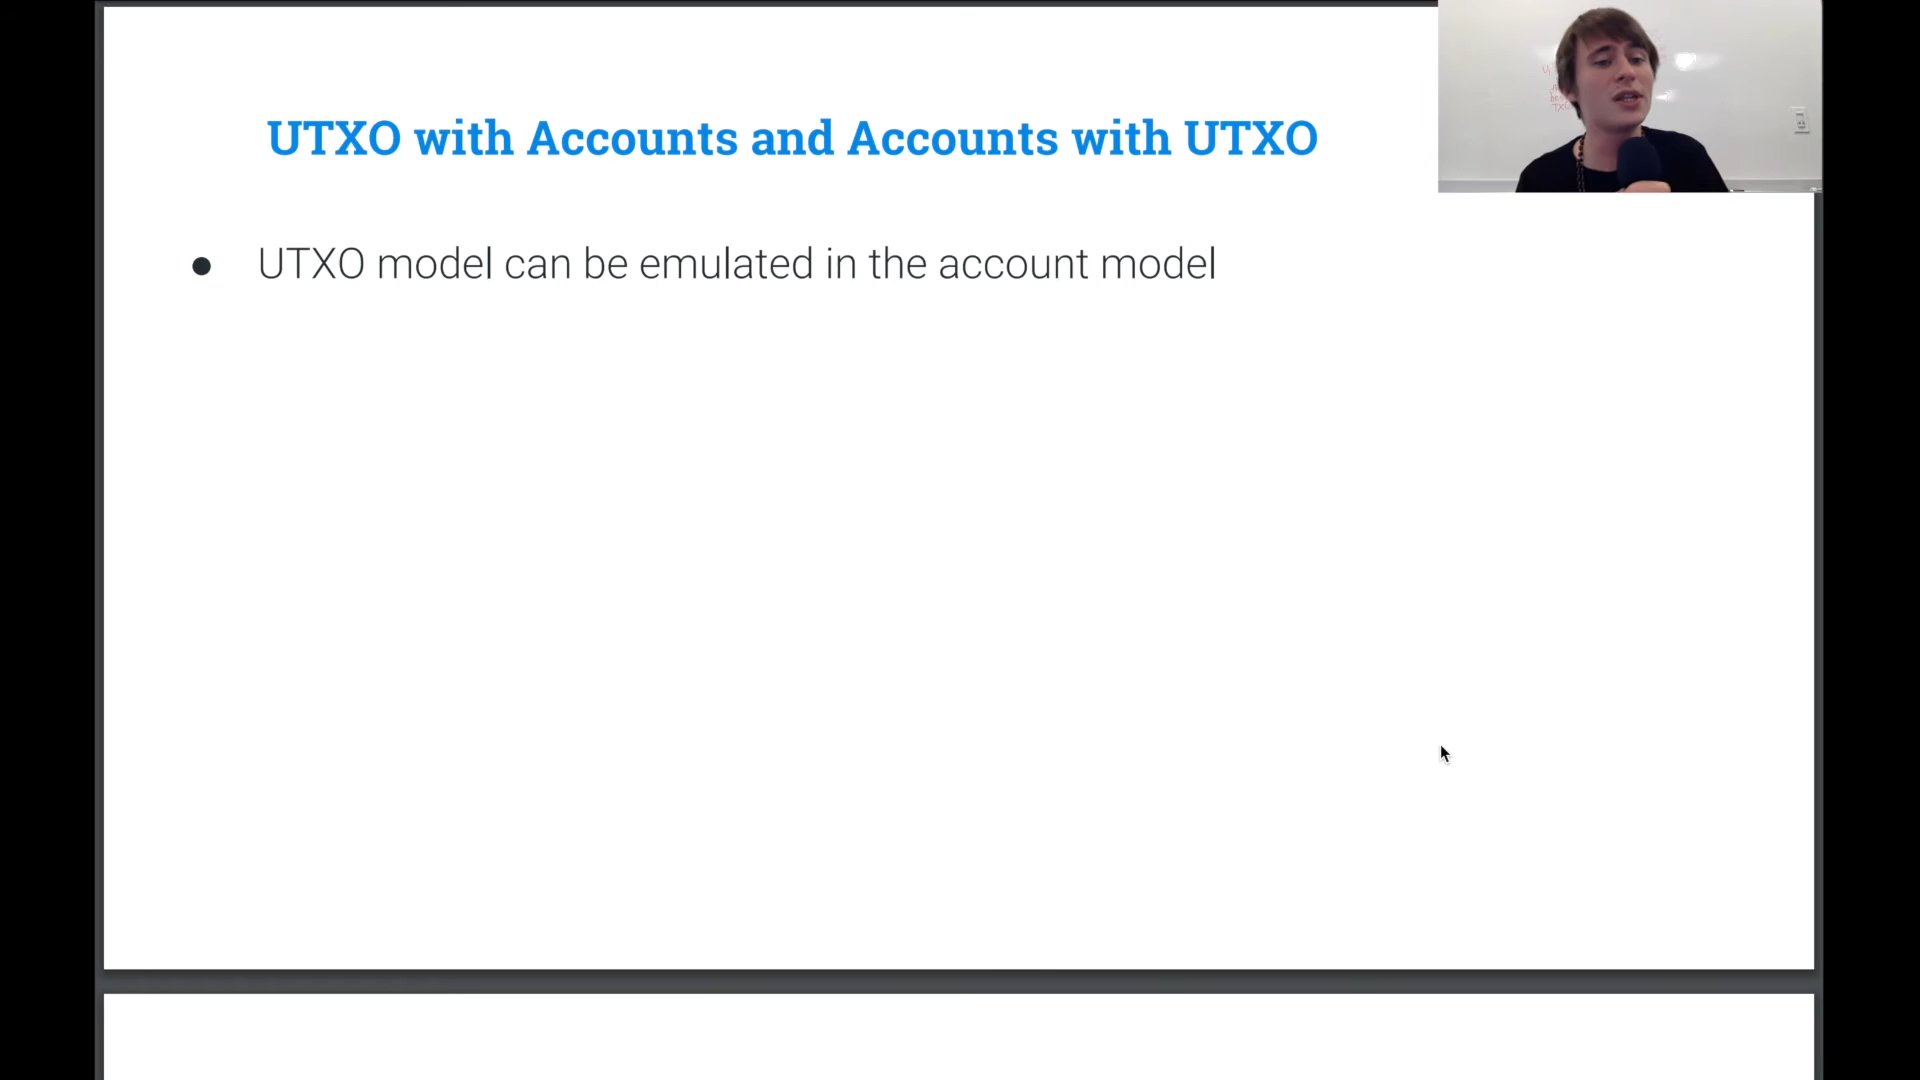 UTXO with Accounts and Accounts with UTXO
● UTXO model can be emulated in the account model